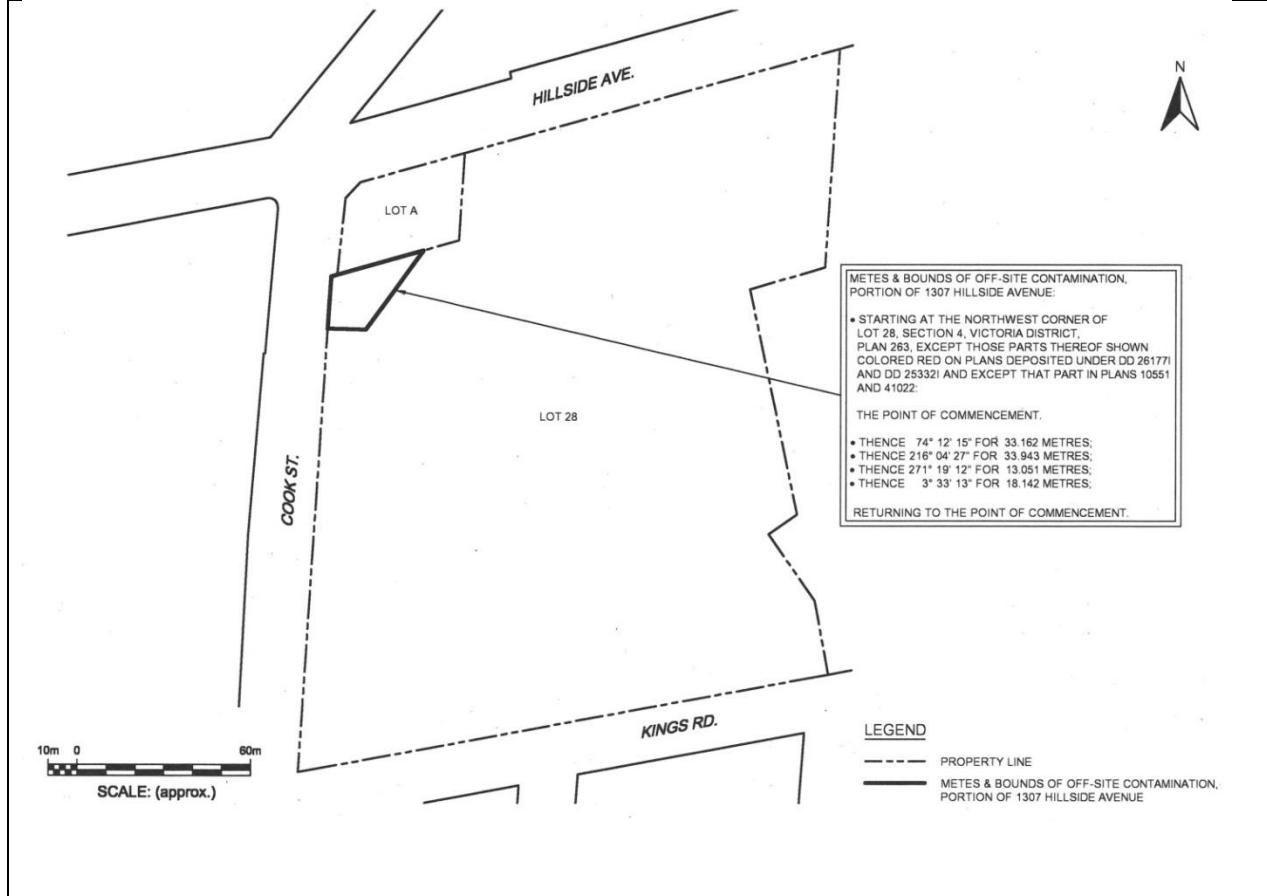 HILLSIDE AVE.
N
LOT A
METES & BOUNDS OF OFF-SITE CONTAMINATION,
PORTION OF 1307 HILLSIDE AVENUE:
• STARTING AT THE NORTHWEST CORNER OF
LOT 28, SECTION 4, VICTORIA DISTRICT,
PLAN 263, EXCEPT THOSE PARTS THEREOF SHOWN
COLORED RED ON PLANS DEPOSITED UNDER DD 26177I
AND DD 25332I AND EXCEPT THAT PART IN PLANS 10551
AND 41022:
THE POINT OF COMMENCEMENT.
• THENCE 74° 12' 15" FOR 33.162 METRES;
• THENCE 216° 04' 27" FOR 33.943 METRES;
• THENCE 271° 19' 12" FOR 13.051 METRES;
• THENCE 3° 33' 13" FOR 18.142 METRES;
RETURNING TO THE POINT OF COMMENCEMENT.
LOT 28
COOK ST.
KINGS RD.
10m 0 60m
SCALE: (approx.)
LEGEND
PROPERTY LINE
METES & BOUNDS OF OFF-SITE CONTAMINATION,
PORTION OF 1307 HILLSIDE AVENUE